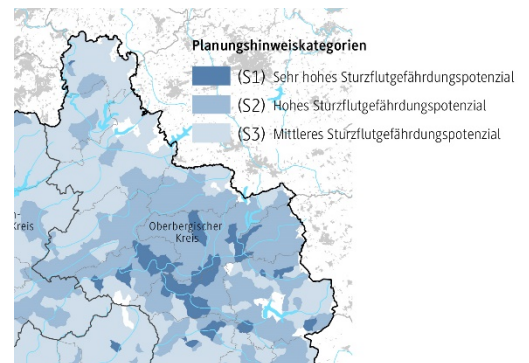 Planungshinweiskategorien
(S1) Sehr hohes Sturzflutgefährdungspotenzial
(S2) Hohes Sturzflutgefährdungspotenzial
(S3) Mittleres Sturzflutgefährdungspotenzial
Oberbergischer
Kreis
n-
Kreis